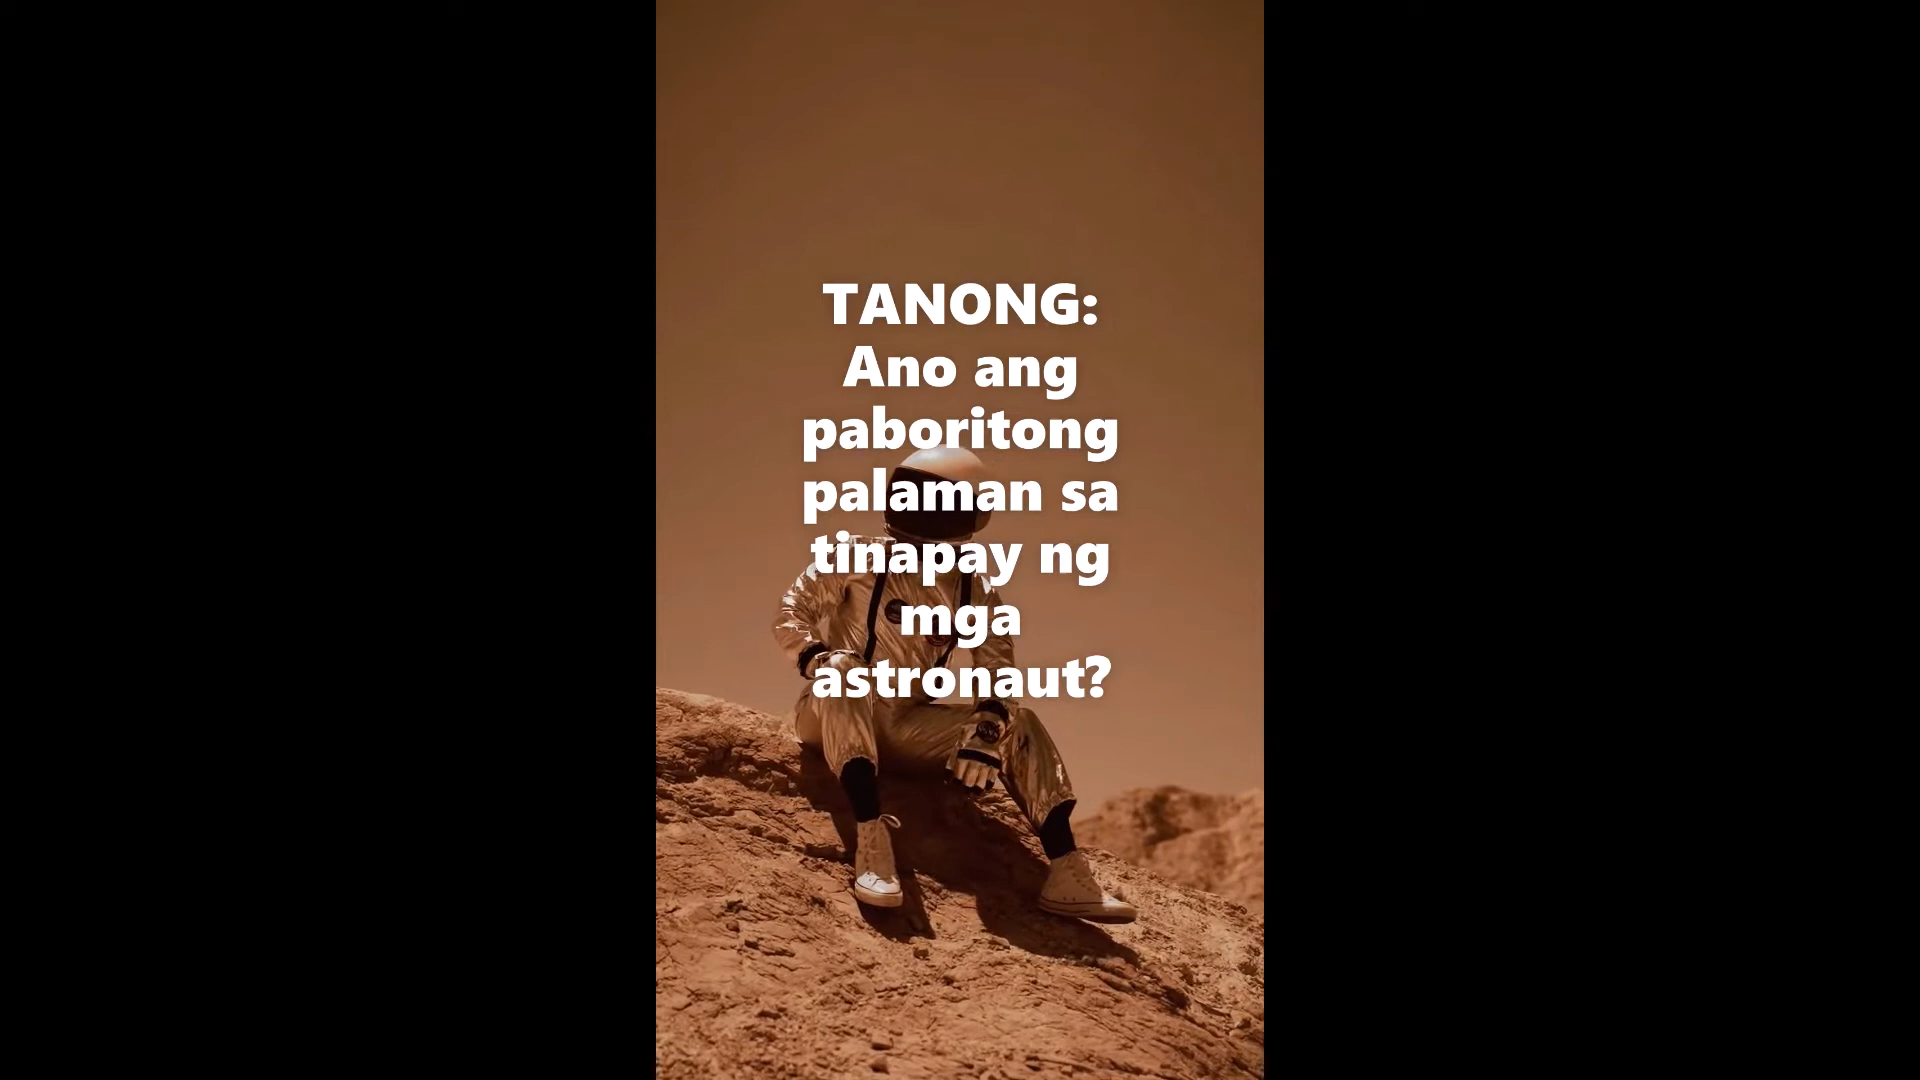 TANONG:
Ano ang
paboritong
palaman sa
tinapay ng
mga
astronaut?